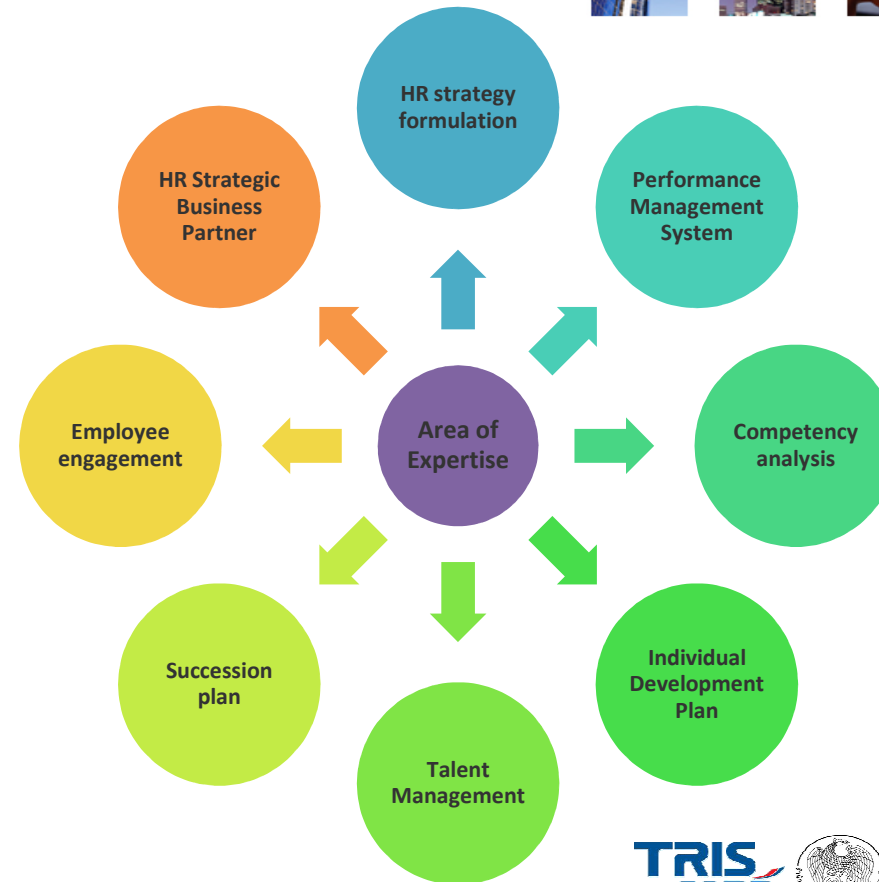 HR strategy
formulation
Performance
Management
System
Competency
analysis
Individual
Development
Plan
Talent
Management
Succession
plan
Employee
engagement
HR Strategic
Business
Partner
Area of
Expertise
TRIS